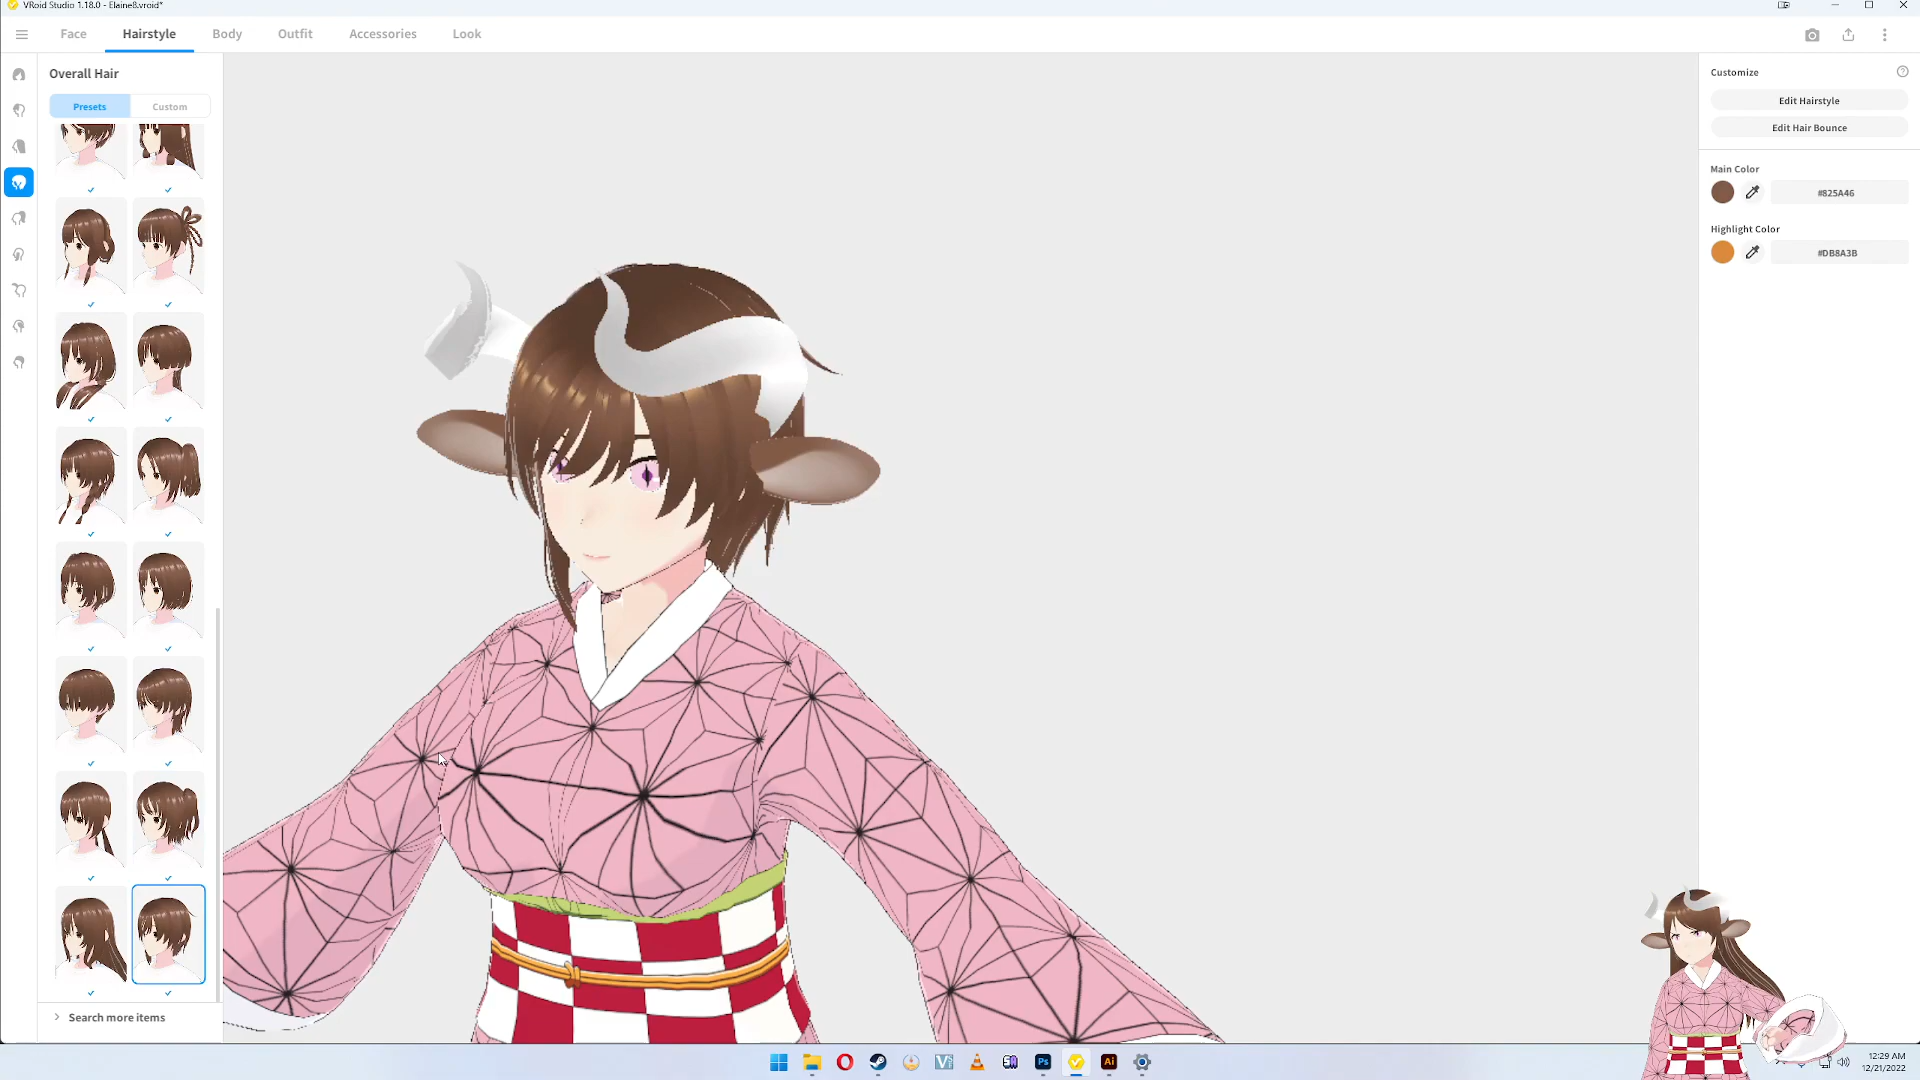 VRoid Studio 1.18.0 - Elaine8.vroid*
Face
Hairstyle
Body
Outfit
Accessories
Look
Overall Hair
Presets
Custom
Search more items
Customize
Edit Hairstyle
Edit Hair Bounce
Main Color
#825A46
Highlight Color
#DB8A3B
Ps
Ai
12:29 AM
12/21/2022